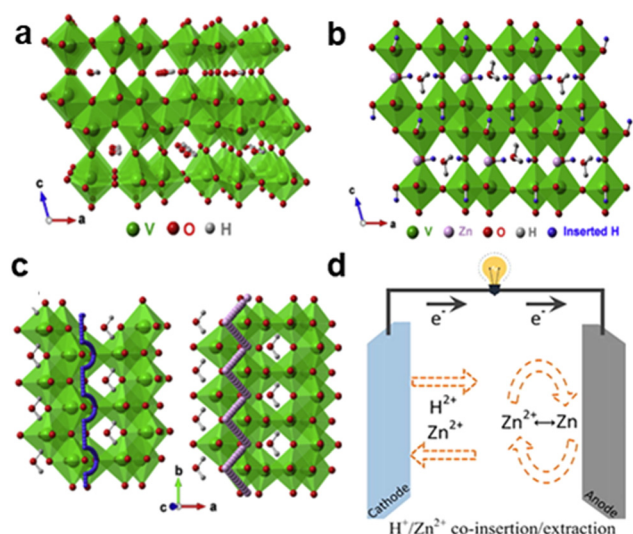 a
c
a
V O H
b
c
a
V Zn O H Inserted H
c
b
c
a
d
e⁻ e⁻
H²⁺
Zn²⁺
Zn²⁺↔Zn
Cathode
Anode
H⁺/Zn²⁺ co-insertion/extraction